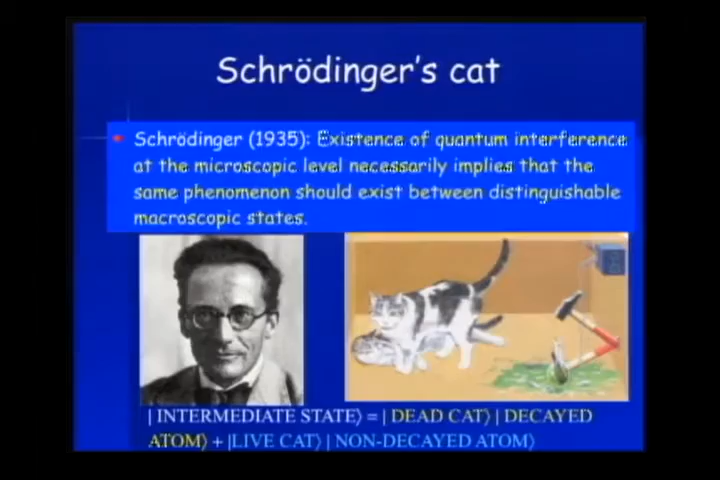 Schrödinger's cat
Schrödinger (1935): Existence of quantum interference
at the microscopic level necessarily implies that the
same phenomenon should exist between distinguishable
macroscopic states.
| INTERMEDIATE STATE⟩ = | DEAD CAT⟩ | DECAYED
ATOM⟩ + |LIVE CAT⟩ | NON-DECAYED ATOM⟩